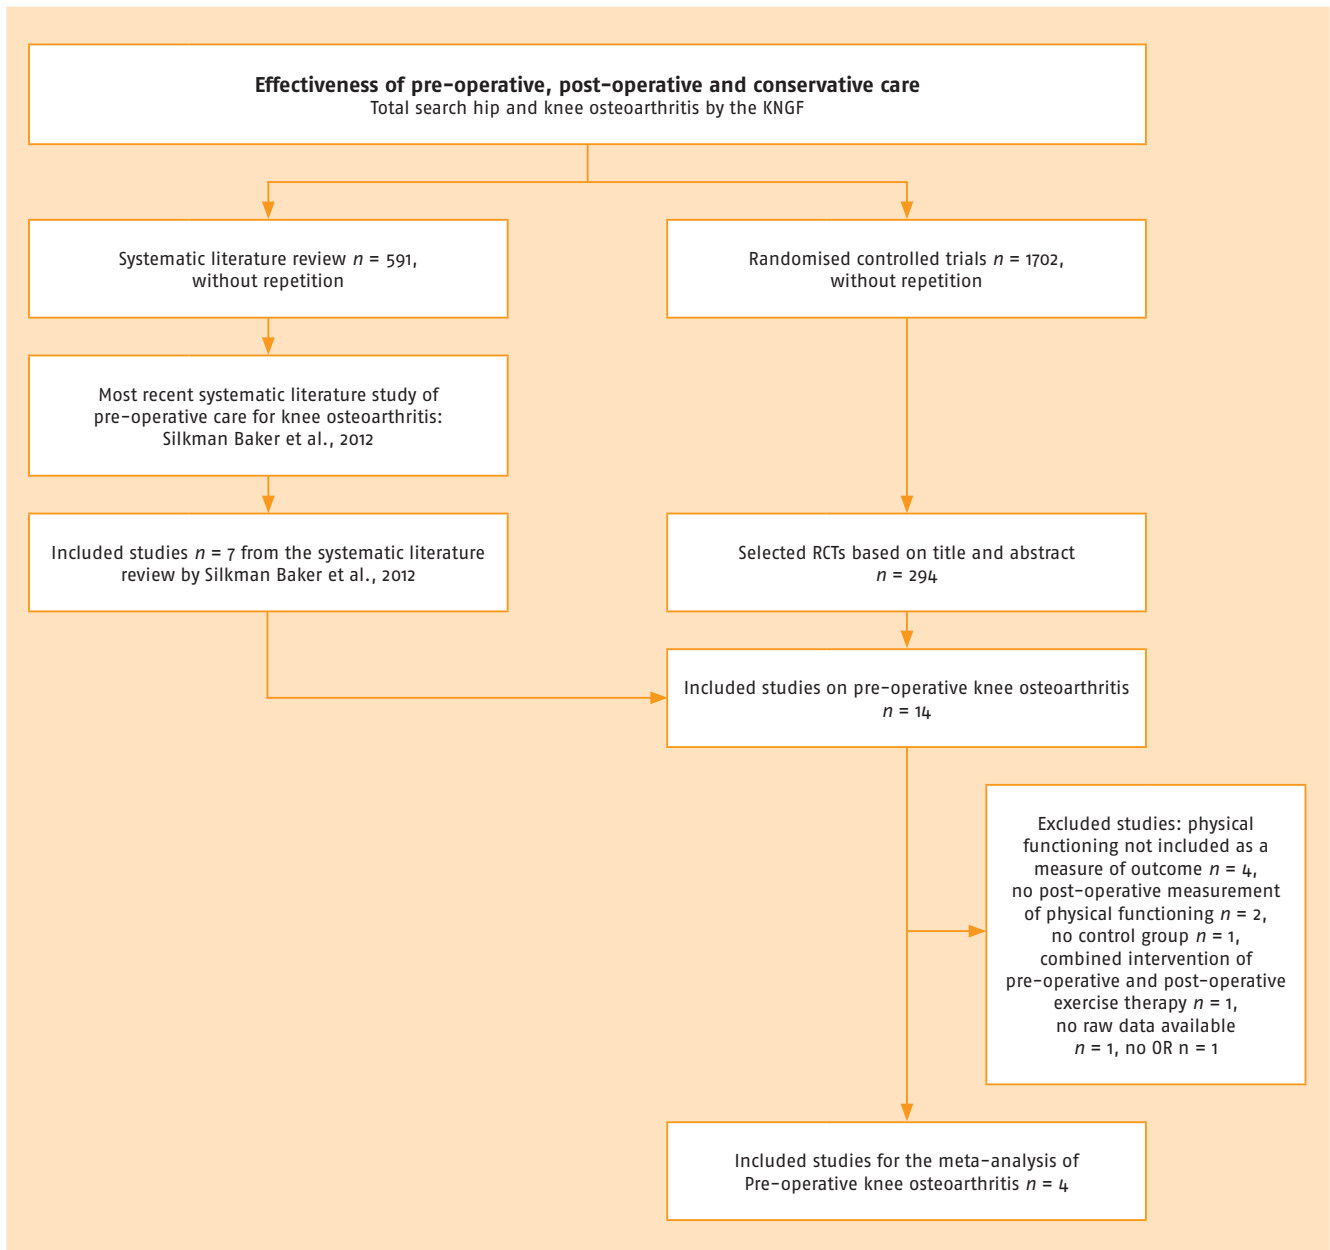 Effectiveness of pre-operative, post-operative and conservative care
Total search hip and knee osteoarthritis by the KNGF
Systematic literature review n = 591,
without repetition
Randomised controlled trials n = 1702,
without repetition
Most recent systematic literature study of
pre-operative care for knee osteoarthritis:
Silkman Baker et al., 2012
Included studies n = 7 from the systematic literature
review by Silkman Baker et al., 2012
Selected RCTs based on title and abstract
n = 294
Included studies on pre-operative knee osteoarthritis
n = 14
Excluded studies: physical
functioning not included as a
measure of outcome n = 4,
no post-operative measurement
of physical functioning n = 2,
no control group n = 1,
combined intervention of
pre-operative and post-operative
exercise therapy n = 1,
no raw data available
n = 1, no OR n = 1
Included studies for the meta-analysis of
Pre-operative knee osteoarthritis n = 4